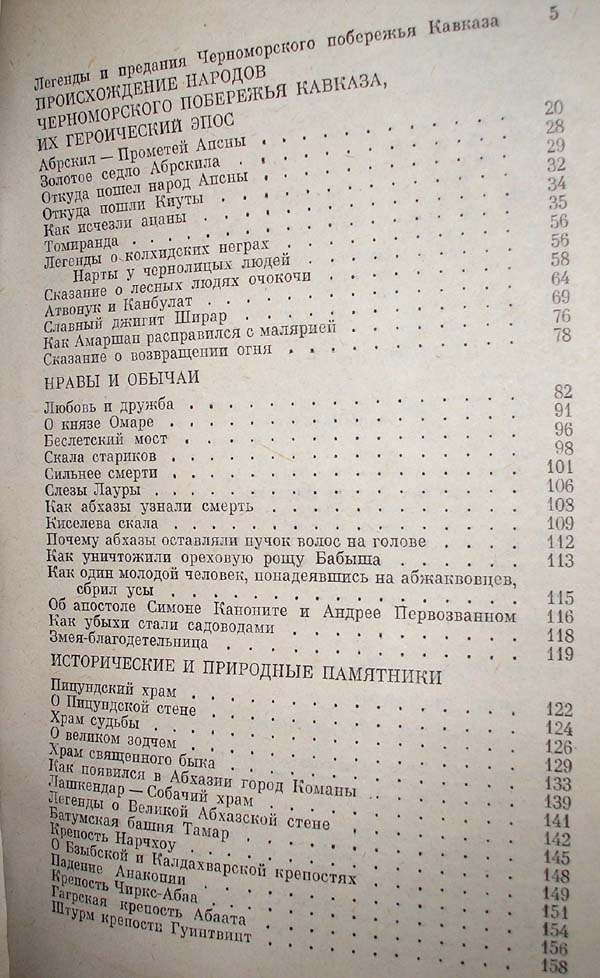 Легенды и предания Черноморского побережья Кавказа 5
ПРОИСХОЖДЕНИЕ НАРОДОВ
ЧЕРНОМОРСКОГО ПОБЕРЕЖЬЯ КАВКАЗА,
ИХ ГЕРОИЧЕСКИЙ ЭПОС
Абрскил — Прометей Апсны . . . . . . . 20
Золотое седло Абрскила . . . . . . . 28
Откуда пошел народ Апсны . . . . . . . 29
Откуда пошли Киуты . . . . . . . 32
Как исчезли ацаны . . . . . . . 34
Томиранда . . . . . . . 35
Легенды о колхидских неграх . . . . . . . 56
Нарты у чернолицых людей . . . . . . . 56
Сказание о лесных людях очокочи . . . . . . . 58
Атвонук и Канбулат . . . . . . . 64
Славный джигит Ширар . . . . . . . 69
Как Амаршан расправился с малярией . . . . . . . 76
Сказание о возвращении огня . . . . . . . 78
НРАВЫ И ОБЫЧАИ
Любовь и дружба . . . . . . . 82
О князе Омаре . . . . . . . 91
Беслетский мост . . . . . . . 96
Скала стариков . . . . . . . 98
Сильнее смерти . . . . . . . 101
Слезы Лауры . . . . . . . 106
Как абхазы узнали смерть . . . . . . . 108
Киселева скала . . . . . . . 109
Почему абхазы оставляли пучок волос на голове . . . . 112
Как уничтожили ореховую рощу Бабыша . . . . . 113
Как один молодой человек, понадеявшись на абжаквовцев,
сбрил усы . . . . . . . 115
Об апостоле Симоне Каноните и Андрее Первозванном 116
Как убыхи стали садоводами . . . . . . . 118
Змея-благодетельница . . . . . . . 119
ИСТОРИЧЕСКИЕ И ПРИРОДНЫЕ ПАМЯТНИКИ
Пицундский храм . . . . . . . 122
О Пицундской стене . . . . . . . 124
Храм судьбы . . . . . . . 126
О великом зодчем . . . . . . . 129
Храм священного быка . . . . . . . 133
Как появился в Абхазии город Команы . . . . . . . 139
Лашкендар — Собачий храм . . . . . . . 141
Легенды о Великой Абхазской стене . . . . . . . 142
Батумская башня Тамар . . . . . . . 145
Крепость Нарчхоу . . . . . . . 148
О Бзыбской и Калдахварской крепостях . . . . . . . 149
Падение Анакопии . . . . . . . 151
Крепость Чиркс-Абаа . . . . . . . 154
Гагрская крепость Абаата . . . . . . . 156
Штурм крепости Гуинтвинт . . . . . . . 158